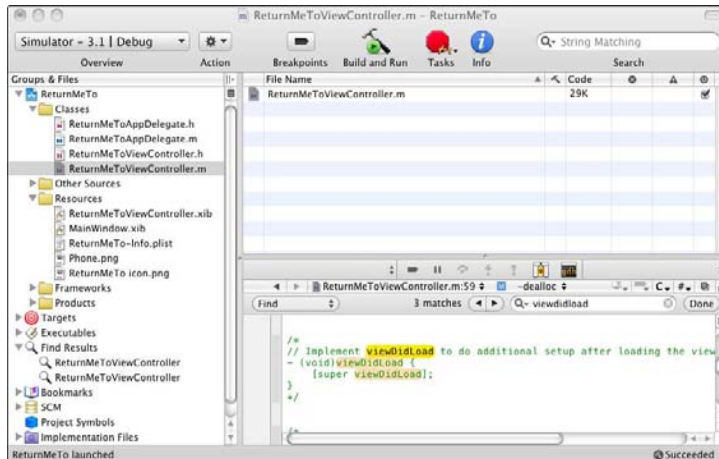 ReturnMeToViewController.m – ReturnMeTo
Simulator – 3.1 | Debug
String Matching
Overview
Action
Breakpoints
Build and Run
Tasks
Info
Search
Groups & Files
ReturnMeTo
Classes
ReturnMeToAppDelegate.h
ReturnMeToAppDelegate.m
ReturnMeToViewController.h
ReturnMeToViewController.m
Other Sources
Resources
ReturnMeToViewController.xib
MainWindow.xib
ReturnMeTo-Info.plist
Phone.png
ReturnMeTo icon.png
Frameworks
Products
Targets
Executables
Find Results
ReturnMeToViewController
ReturnMeToViewController
Bookmarks
SCM
Project Symbols
Implementation Files
File Name
Code
ReturnMeToViewController.m
29K
ReturnMeToViewController.m:59
-dealloc
C
#
Find
3 matches
viewdidload
Done
/*
// Implement viewDidLoad to do additional setup after loading the view
- (void)viewDidLoad {
[super viewDidLoad];
}
*/
/*
ReturnMeTo launched
Succeeded